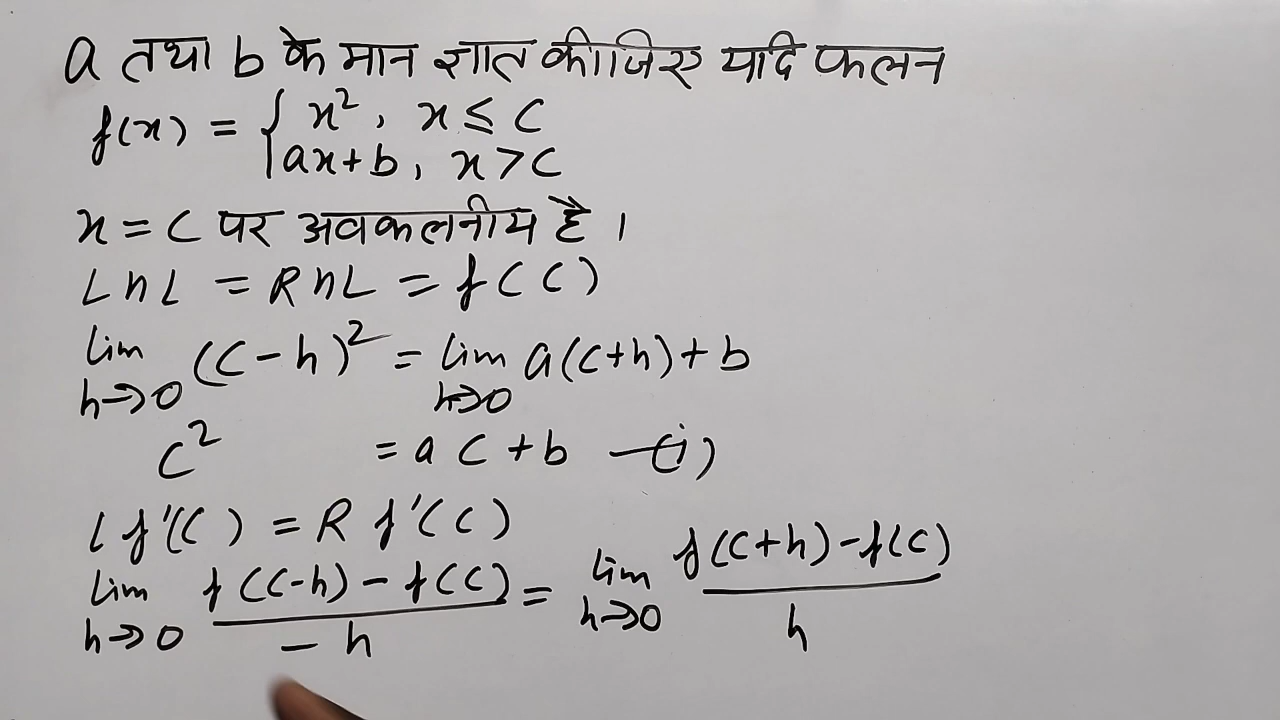 a तथा b के मान ज्ञात कीजिए यदि फलन
f(x) = { x², x ≤ c
ax+b, x > c
x = c पर अवकलनीय है ।
LhL = RhL = f(c)
lim h→0 (c-h)² = lim h→0 a(c+h)+b
c² = ac+b —(i)
Lf'(c) = Rf'(c)
lim h→0 f(c-h)-f(c) / -h = lim h→0 f(c+h)-f(c) / h